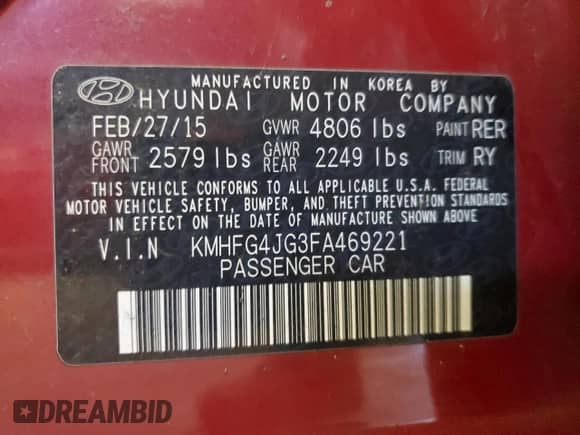 MANUFACTURED IN KOREA BY
HYUNDAI MOTOR COMPANY
FEB/27/15 GVWR 4806 lbs PAINT RER
GAWR FRONT 2579 lbs GAWR REAR 2249 lbs TRIM RY
THIS VEHICLE CONFORMS TO ALL APPLICABLE U.S.A. FEDERAL
MOTOR VEHICLE SAFETY, BUMPER, AND THEFT PREVENTION STANDARDS
IN EFFECT ON THE DATE OF MANUFACTURE SHOWN ABOVE.
V.I.N KMHFG4JG3FA469221
PASSENGER CAR
DREAMBID